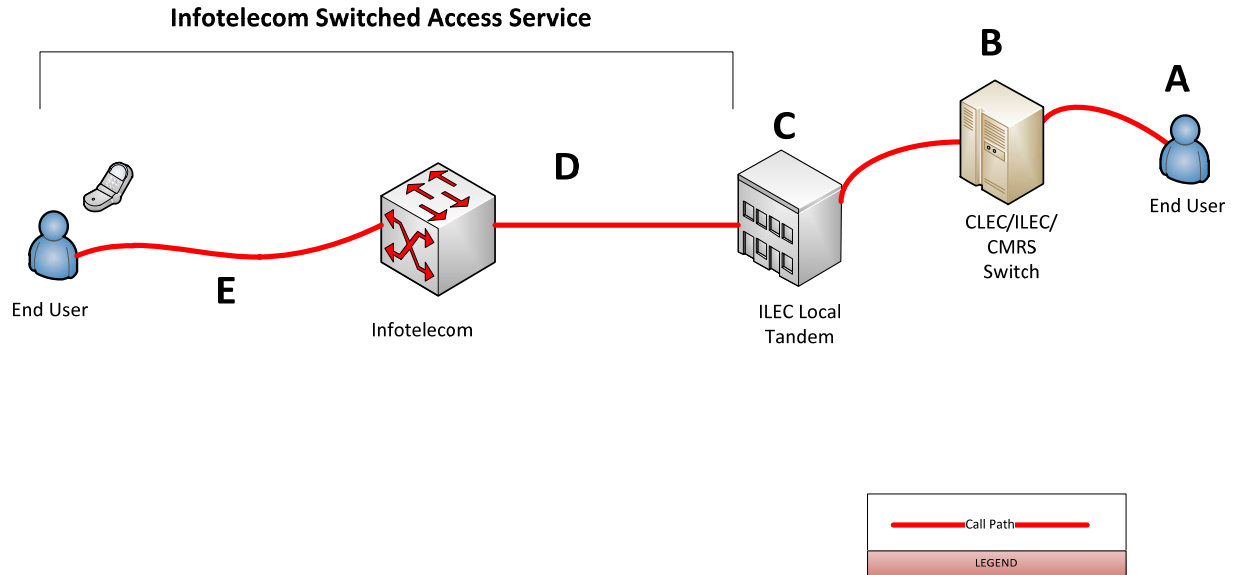 Infotelecom Switched Access Service
B
A
C
D
E
End User
Infotelecom
ILEC Local
Tandem
CLEC/ILEC/
CMRS
Switch
End User
Call Path
LEGEND